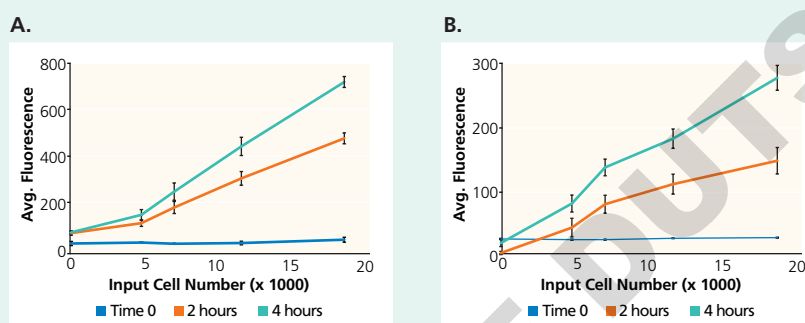 A.
800
600
400
200
0
Avg. Fluorescence
0 5 10 15 20
Input Cell Number (x 1000)
Time 0 2 hours 4 hours
B.
300
200
100
0
Avg. Fluorescence
0 5 10 15 20
Input Cell Number (x 1000)
Time 0 2 hours 4 hours
DUTS